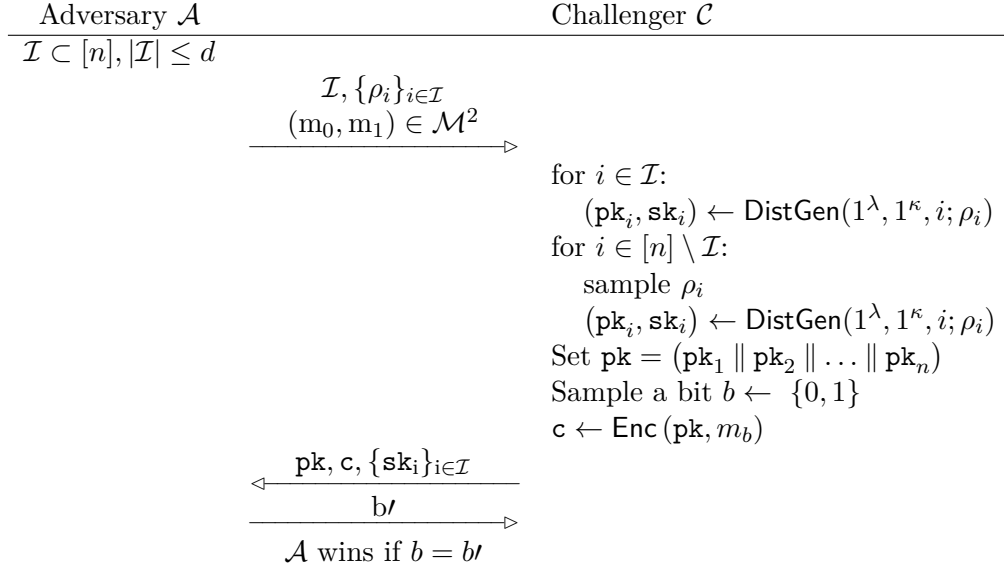 Adversary 𝒜 Challenger 𝒞
ℐ ⊂ [n], |ℐ| ≤ d
ℐ, {ρ_i}_{i∈ℐ}
(m_0, m_1) ∈ ℳ^2
for i ∈ ℐ:
(pk_i, sk_i) ← DistGen(1^λ, 1^κ, i; ρ_i)
for i ∈ [n] \ ℐ:
sample ρ_i
(pk_i, sk_i) ← DistGen(1^λ, 1^κ, i; ρ_i)
Set pk = (pk_1 ∥ pk_2 ∥ … ∥ pk_n)
Sample a bit b ← {0, 1}
c ← Enc (pk, m_b)
pk, c, {sk_i}_{i∈ℐ}
b′
𝒜 wins if b = b′